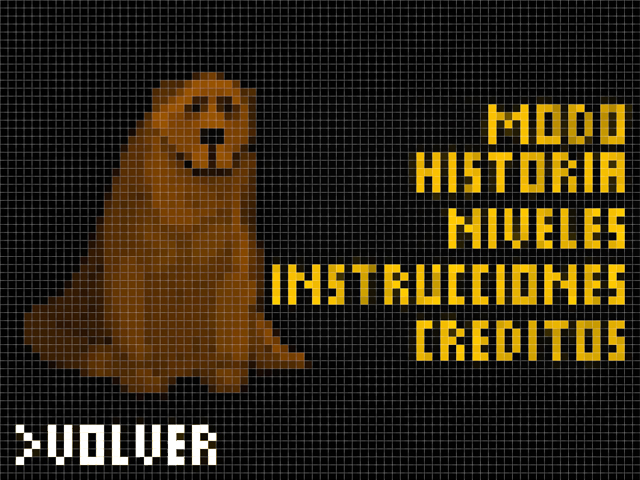 MODO
HISTORIA
NIVELES
INSTRUCCIONES
CREDITOS
>VOLVER